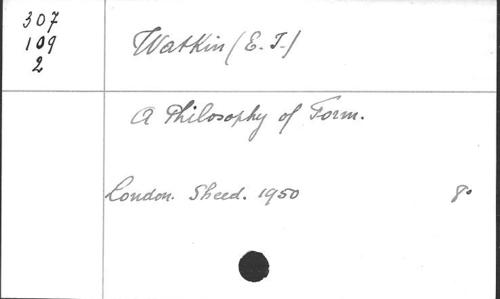 307
109
2
Watkin (E. I.)
A Philosophy of Form.
London. Sheed. 1950 8°